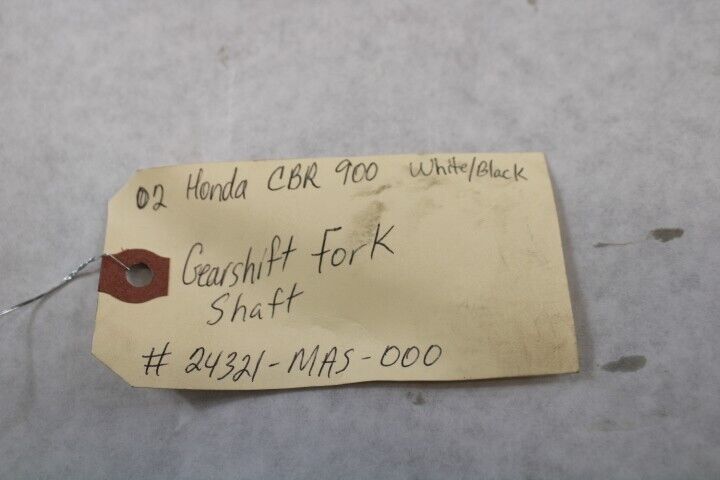 02 Honda CBR 900 White/Black
Gearshift Fork
Shaft
# 24321-MAS-000